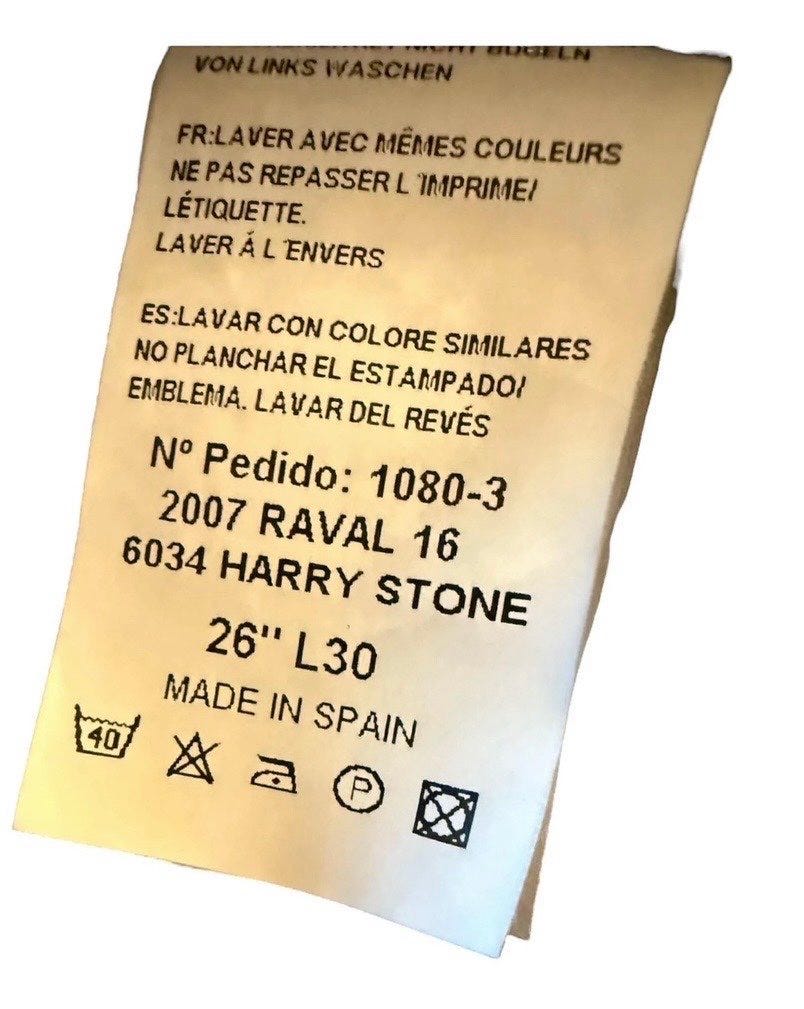 NICHT BÜGELN
VON LINKS WASCHEN
FR:LAVER AVEC MÊMES COULEURS
NE PAS REPASSER L´IMPRIME/
LÉTIQUETTE.
LAVER Á L´ENVERS
ES:LAVAR CON COLORE SIMILARES
NO PLANCHAR EL ESTAMPADO/
EMBLEMA. LAVAR DEL REVÉS
Nº Pedido: 1080-3
2007 RAVAL 16
6034 HARRY STONE
26" L30
MADE IN SPAIN
40 P